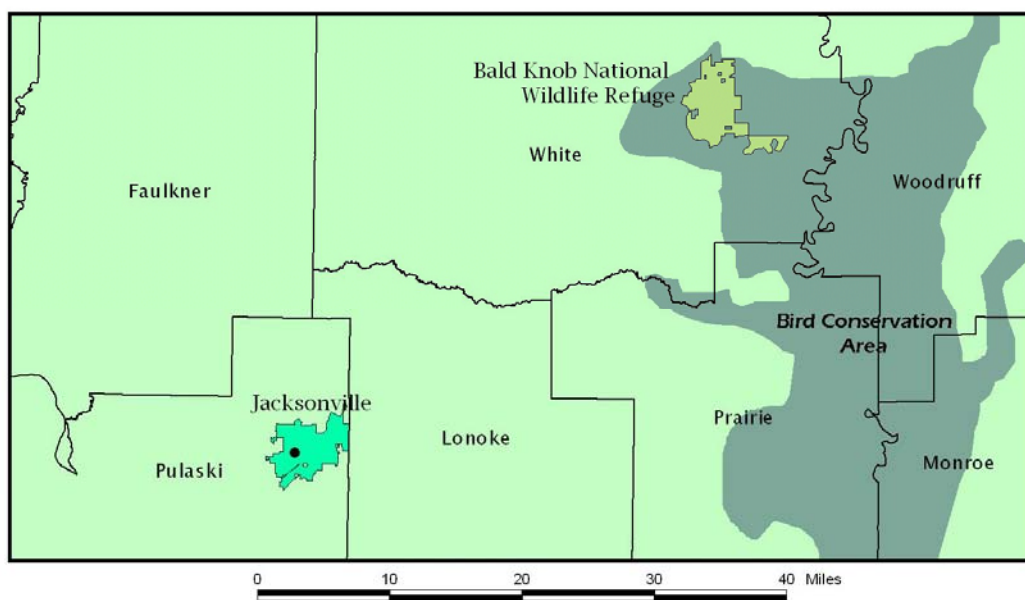 Bald Knob National
Wildlife Refuge
White
Faulkner
Woodruff
Bird Conservation
Area
Jacksonville
Prairie
Lonoke
Pulaski
Monroe
0 10 20 30 40 Miles